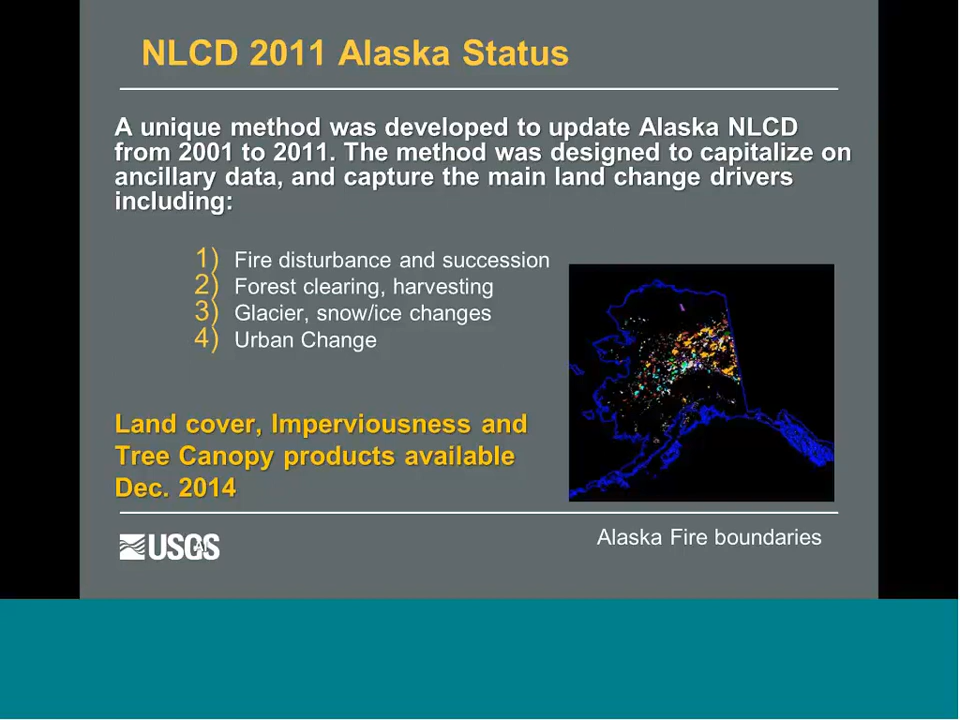 NLCD 2011 Alaska Status
A unique method was developed to update Alaska NLCD
from 2001 to 2011. The method was designed to capitalize on
ancillary data, and capture the main land change drivers
including:
1) Fire disturbance and succession
2) Forest clearing, harvesting
3) Glacier, snow/ice changes
4) Urban Change
Land cover, Imperviousness and
Tree Canopy products available
Dec. 2014
USGS
Alaska Fire boundaries